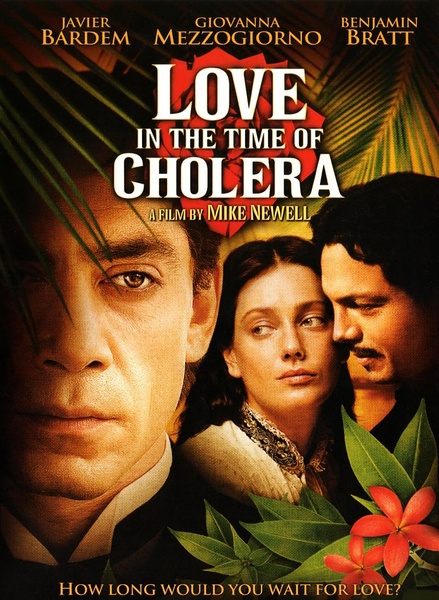 JAVIER BARDEM
GIOVANNA MEZZOGIORNO
BENJAMIN BRATT
LOVE
IN THE TIME OF
CHOLERA
A FILM BY MIKE NEWELL
HOW LONG WOULD YOU WAIT FOR LOVE?